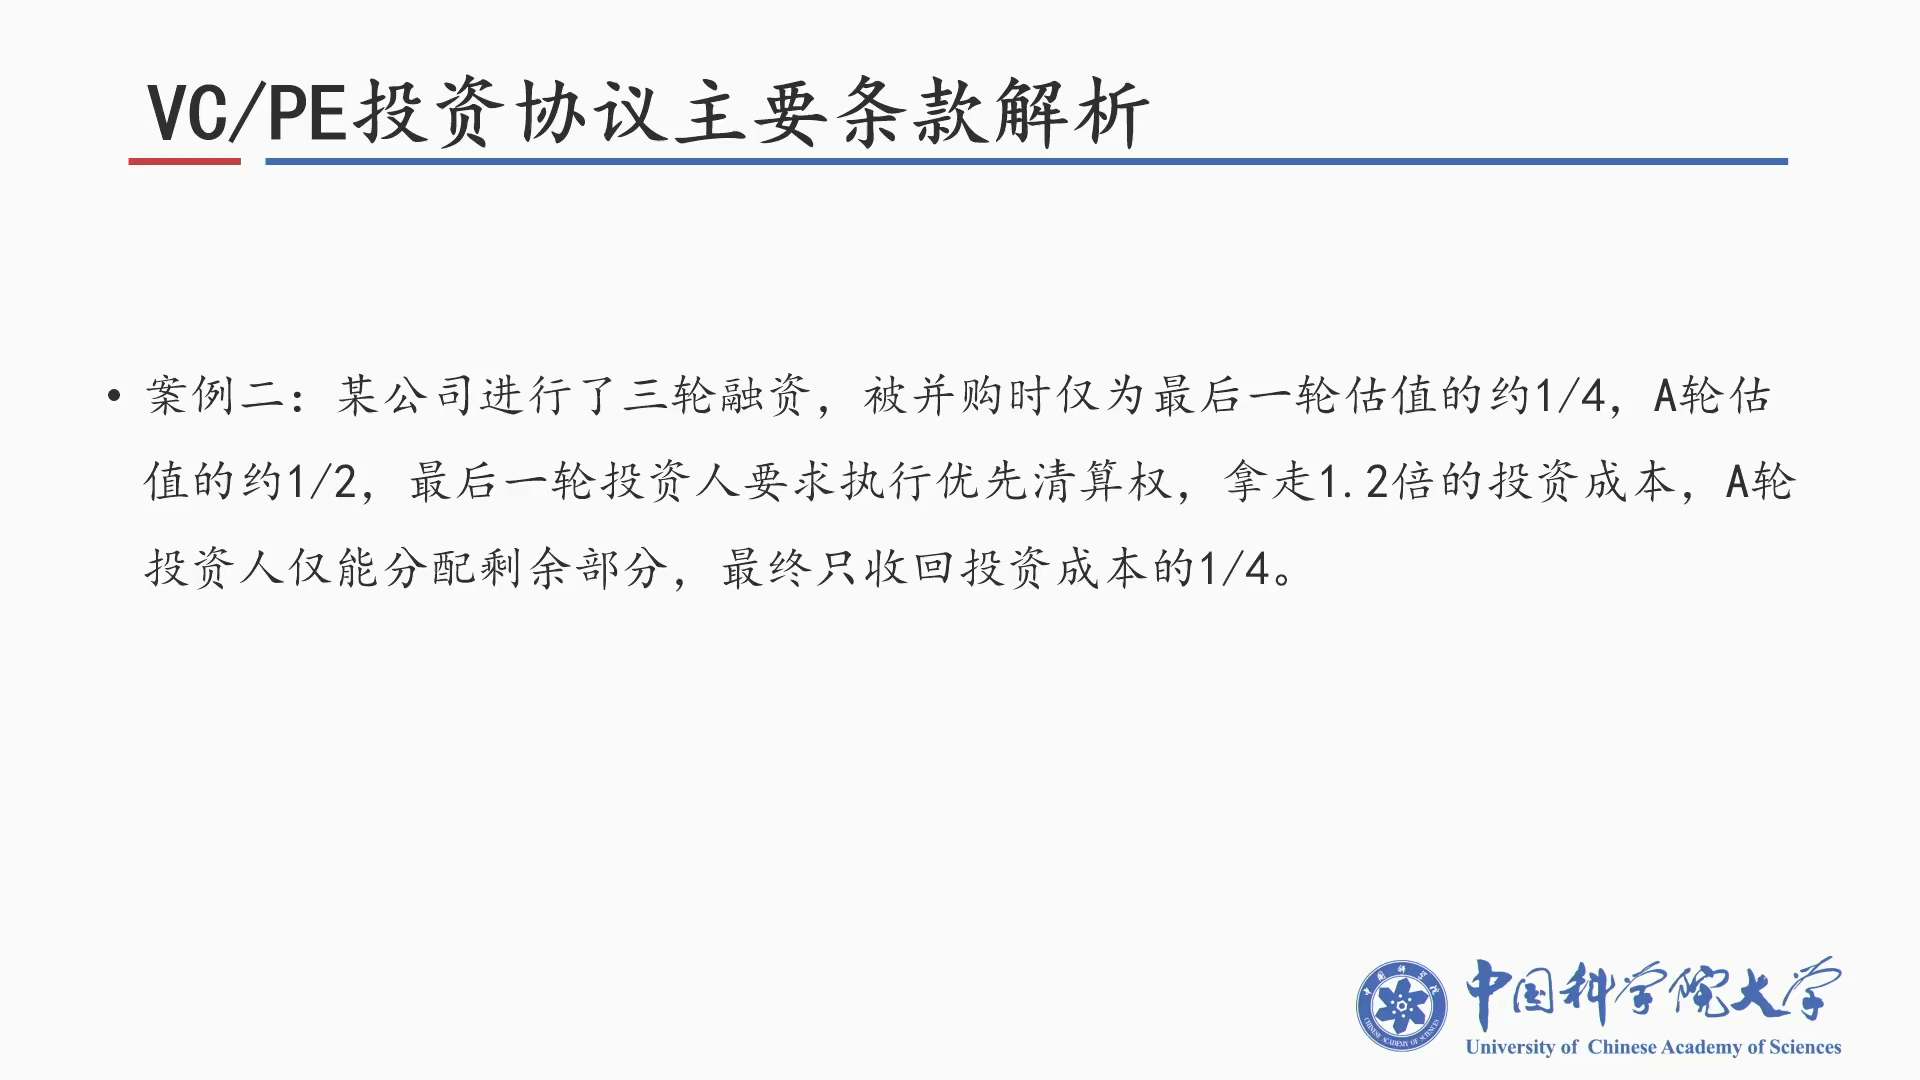 VC/PE投资协议主要条款解析
• 案例二：某公司进行了三轮融资，被并购时仅为最后一轮估值的约1/4，A轮估
值的约1/2，最后一轮投资人要求执行优先清算权，拿走1.2倍的投资成本，A轮
投资人仅能分配剩余部分，最终只收回投资成本的1/4。
中国科学院大学
University of Chinese Academy of Sciences